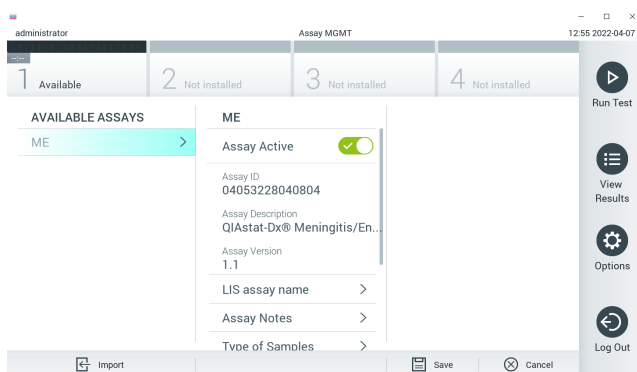 administrator Assay MGMT 12:55 2022-04-07
--:--
1 Available 2 Not installed 3 Not installed 4 Not installed
Run Test
AVAILABLE ASSAYS
ME
ME
Assay Active
Assay ID
04053228040804
Assay Description
QIAstat-Dx® Meningitis/En...
Assay Version
1.1
LIS assay name
Assay Notes
Type of Samples
View
Results
Options
Log Out
Import
Save
Cancel